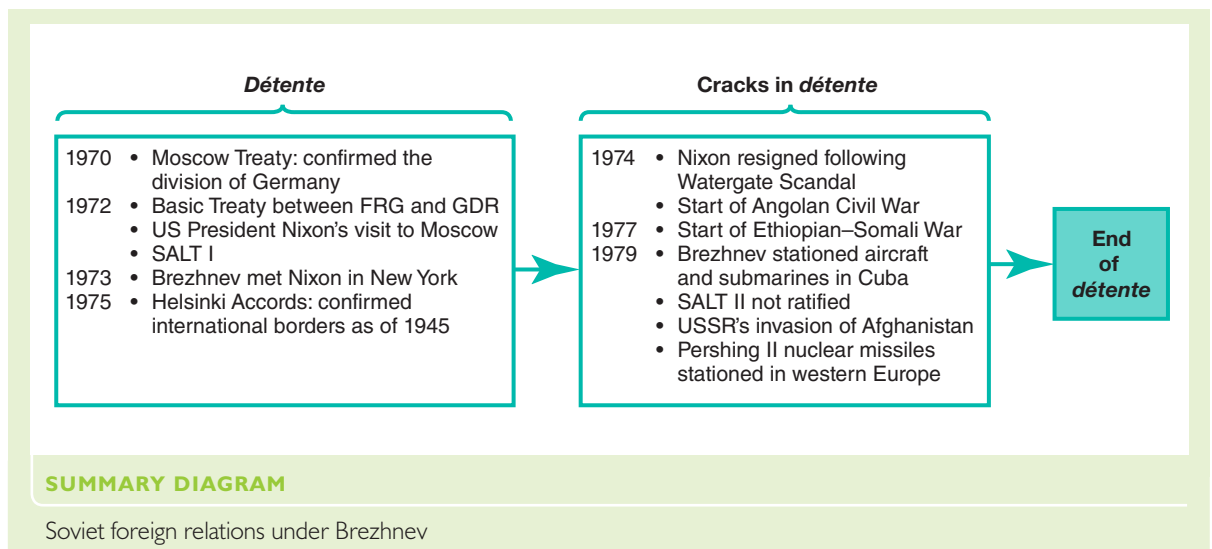 Détente
1970 • Moscow Treaty: confirmed the
division of Germany
1972 • Basic Treaty between FRG and GDR
• US President Nixon’s visit to Moscow
• SALT I
1973 • Brezhnev met Nixon in New York
1975 • Helsinki Accords: confirmed
international borders as of 1945
Cracks in détente
1974 • Nixon resigned following
Watergate Scandal
• Start of Angolan Civil War
1977 • Start of Ethiopian–Somali War
1979 • Brezhnev stationed aircraft
and submarines in Cuba
• SALT II not ratified
• USSR’s invasion of Afghanistan
• Pershing II nuclear missiles
stationed in western Europe
End
of
détente
SUMMARY DIAGRAM
Soviet foreign relations under Brezhnev